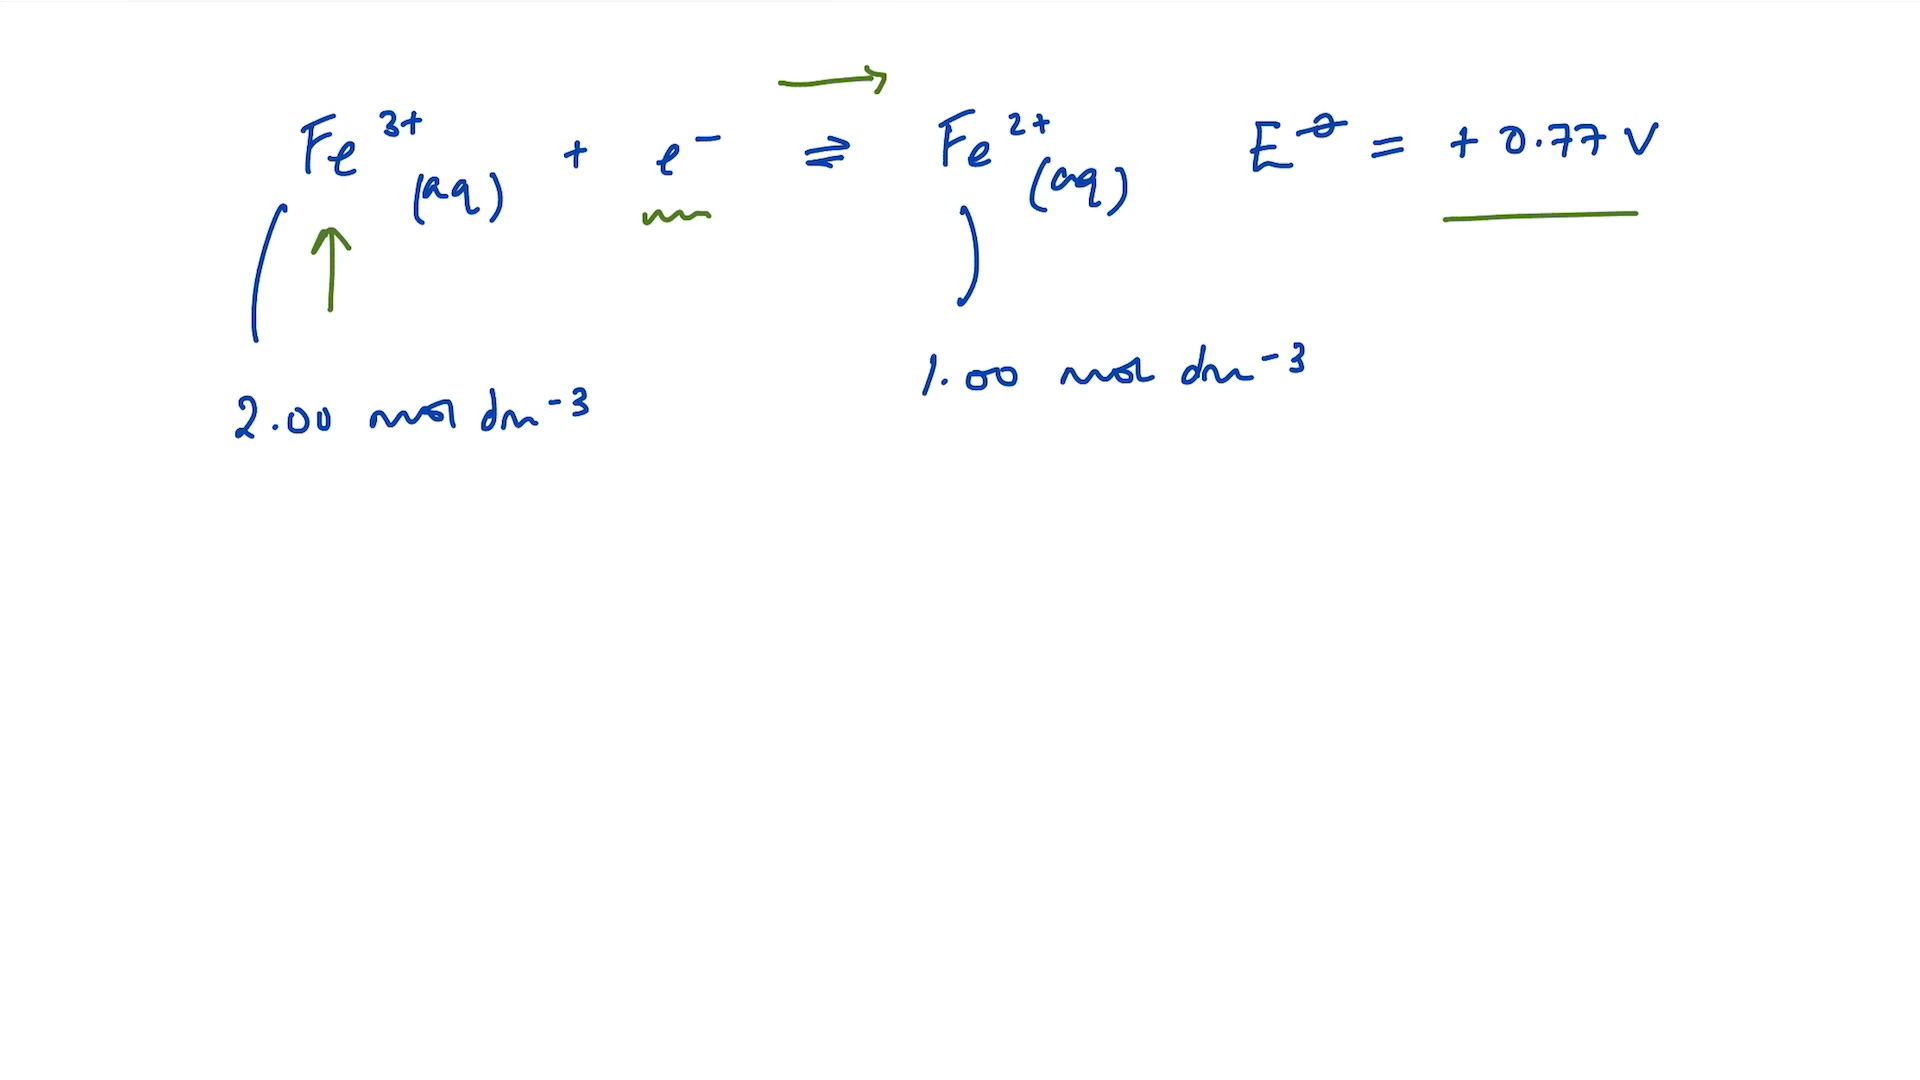 Fe³⁺(aq) + e⁻ ⇌ Fe²⁺(aq) E^⦵ = + 0.77 V
1.00 mol dm⁻³
2.00 mol dm⁻³